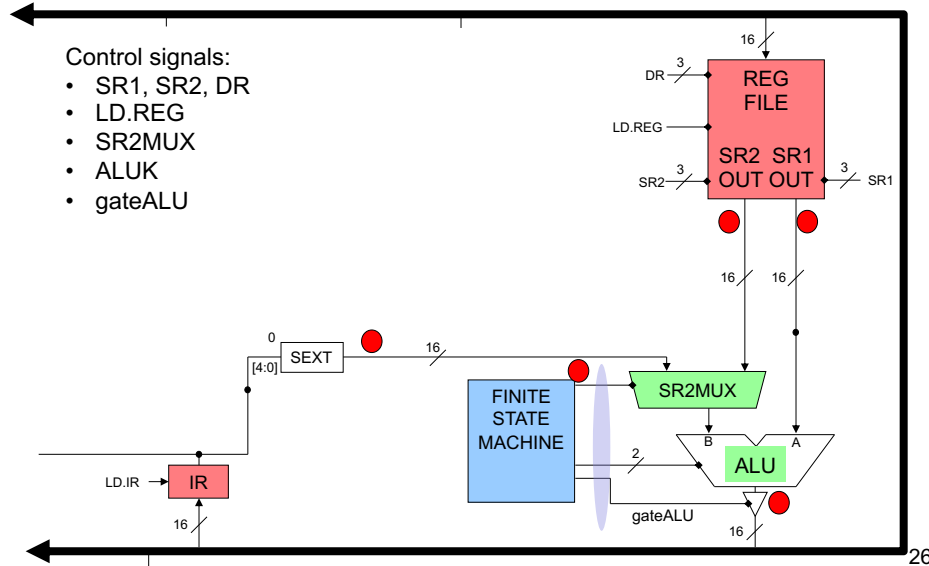 Control signals:
• SR1, SR2, DR
• LD.REG
• SR2MUX
• ALUK
• gateALU
16
DR
3
REG
FILE
LD.REG
SR2 SR1
OUT OUT
SR2
3
3
SR1
16
16
0
[4:0]
SEXT
16
FINITE
STATE
MACHINE
SR2MUX
B
A
2
ALU
LD.IR
IR
16
gateALU
16
26